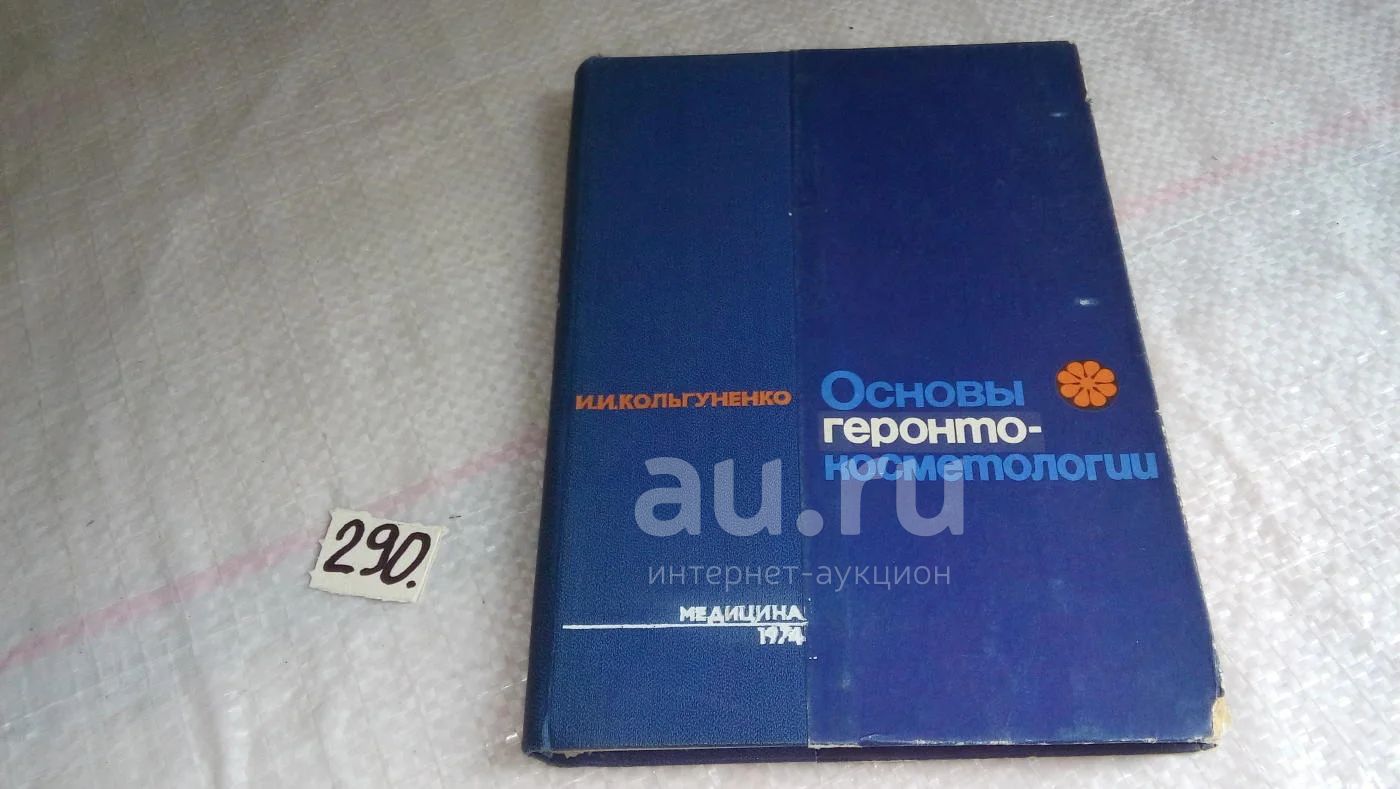 И.И.КОЛЬГУНЕНКО
Основы
геронто-
косметологии
au.ru
интернет-аукцион
МЕДИЦИНА
1974
290.